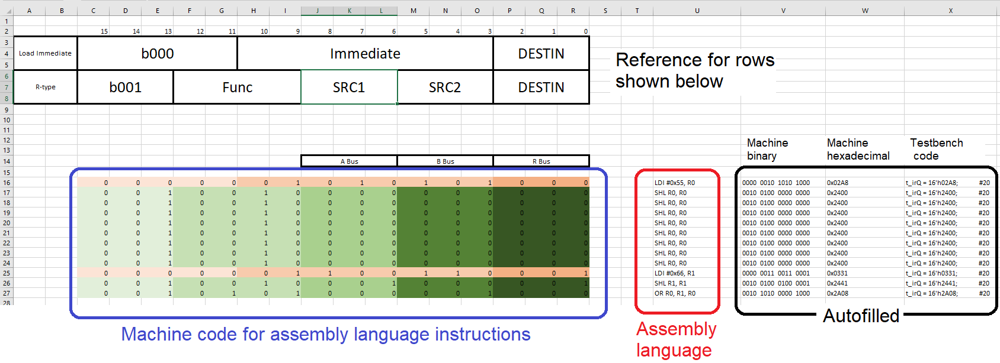 A B C D E F G H I J K L M N O P Q R S T U V W X
1
2 15 14 13 12 11 10 9 8 7 6 5 4 3 2 1 0
3
4 Load Immediate b000 Immediate DESTIN
5
6
7 R-type b001 Func SRC1 SRC2 DESTIN
8
Reference for rows
shown below
9
10
11
12
13
Machine binary
Machine hexadecimal
Testbench code
14 A Bus B Bus R Bus
15
16 0 0 0 0 0 0 1 0 1 0 1 0 1 0 0 0 LDI #0x55, R0 0000 0010 1010 1000 0x02A8 t_irQ = 16'h02A8; #20
17 0 0 1 0 0 1 0 0 0 0 0 0 0 0 0 0 SHL R0, R0 0010 0100 0000 0000 0x2400 t_irQ = 16'h2400; #20
18 0 0 1 0 0 1 0 0 0 0 0 0 0 0 0 0 SHL R0, R0 0010 0100 0000 0000 0x2400 t_irQ = 16'h2400; #20
19 0 0 1 0 0 1 0 0 0 0 0 0 0 0 0 0 SHL R0, R0 0010 0100 0000 0000 0x2400 t_irQ = 16'h2400; #20
20 0 0 1 0 0 1 0 0 0 0 0 0 0 0 0 0 SHL R0, R0 0010 0100 0000 0000 0x2400 t_irQ = 16'h2400; #20
21 0 0 1 0 0 1 0 0 0 0 0 0 0 0 0 0 SHL R0, R0 0010 0100 0000 0000 0x2400 t_irQ = 16'h2400; #20
22 0 0 1 0 0 1 0 0 0 0 0 0 0 0 0 0 SHL R0, R0 0010 0100 0000 0000 0x2400 t_irQ = 16'h2400; #20
23 0 0 1 0 0 1 0 0 0 0 0 0 0 0 0 0 SHL R0, R0 0010 0100 0000 0000 0x2400 t_irQ = 16'h2400; #20
24 0 0 1 0 0 1 0 0 0 0 0 0 0 0 0 0 SHL R0, R0 0010 0100 0000 0000 0x2400 t_irQ = 16'h2400; #20
25 0 0 0 0 0 0 1 1 0 0 1 1 0 0 0 1 LDI #0x66, R1 0000 0011 0011 0001 0x0331 t_irQ = 16'h0331; #20
26 0 0 1 0 0 1 0 0 0 1 0 0 0 0 0 1 SHL R1, R1 0010 0100 0100 0001 0x2441 t_irQ = 16'h2441; #20
27 0 0 1 0 1 0 1 0 0 0 0 0 1 0 0 0 OR R0, R1, R0 0010 1010 0000 1000 0x2A08 t_irQ = 16'h2A08; #20
28
Machine code for assembly language instructions
Assembly
language
Autofilled